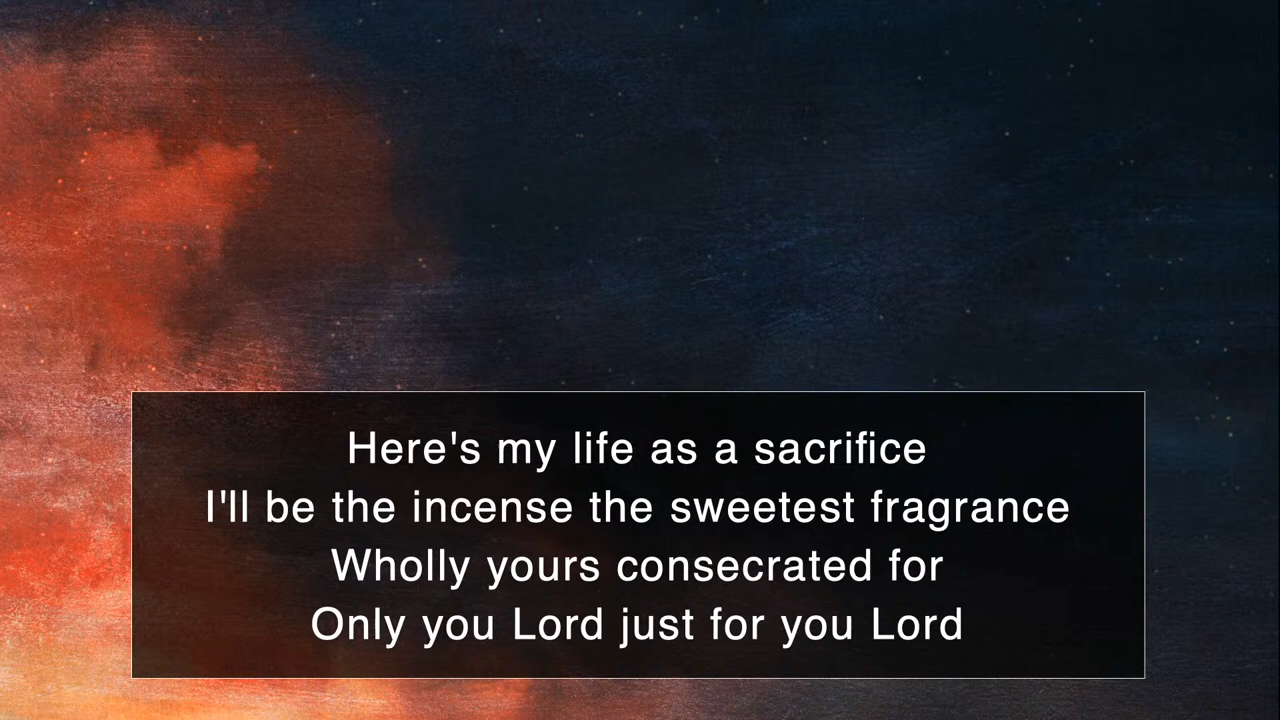 Here's my life as a sacrifice
I'll be the incense the sweetest fragrance
Wholly yours consecrated for
Only you Lord just for you Lord